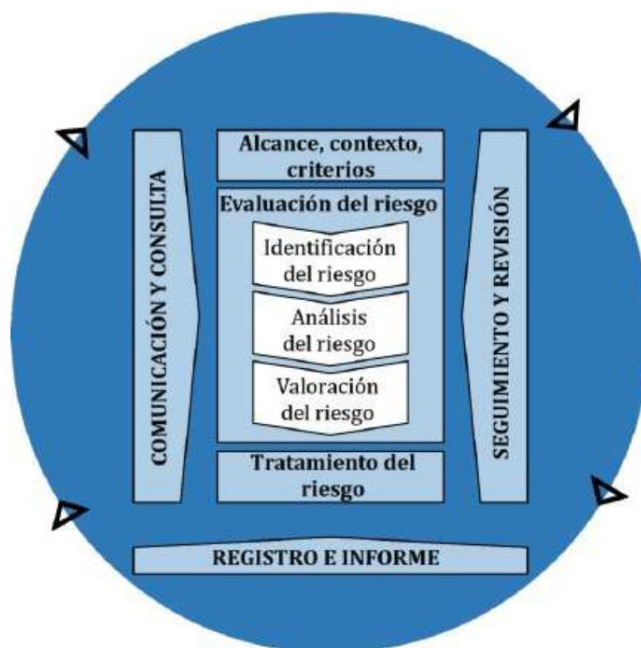 Alcance, contexto,
criterios
Evaluación del riesgo
Identificación
del riesgo
Análisis
del riesgo
Valoración
del riesgo
Tratamiento del
riesgo
COMUNICACIÓN Y CONSULTA
SEGUIMIENTO Y REVISIÓN
REGISTRO E INFORME